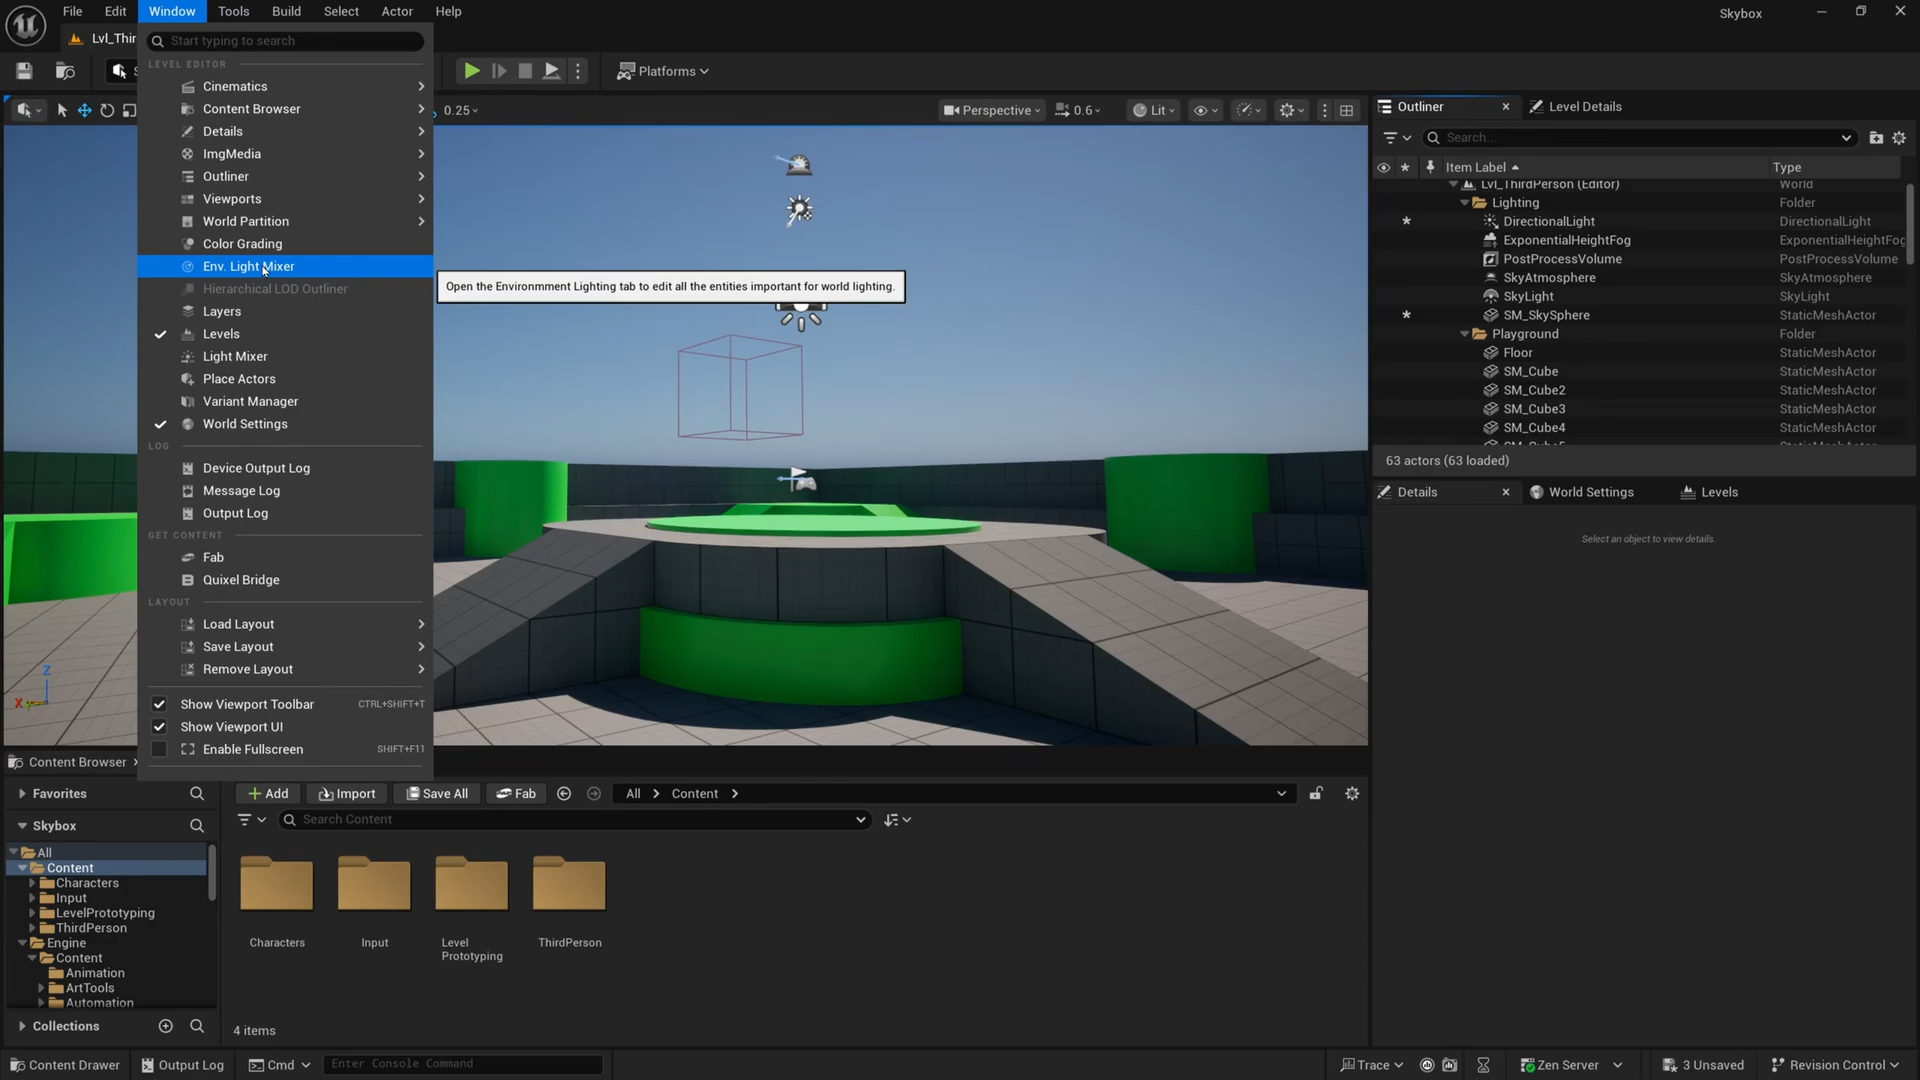 File Edit Window Tools Build Select Actor Help
Skybox
Lvl_Thir
Start typing to search
LEVEL EDITOR
Cinematics
Content Browser
Details
ImgMedia
Outliner
Viewports
World Partition
Color Grading
Env. Light Mixer
Hierarchical LOD Outliner
Layers
Levels
Light Mixer
Place Actors
Variant Manager
World Settings
LOG
Device Output Log
Message Log
Output Log
GET CONTENT
Fab
Quixel Bridge
LAYOUT
Load Layout
Save Layout
Remove Layout
Show Viewport Toolbar CTRL+SHIFT+T
Show Viewport UI
Enable Fullscreen SHIFT+F11
Open the Environmment Lighting tab to edit all the entities important for world lighting.
Platforms
0.25
Perspective 0.6 Lit
Z
X
Outliner Level Details
Search...
Item Label Type
Lvl_ThirdPerson (Editor) World
Lighting Folder
DirectionalLight DirectionalLight
ExponentialHeightFog ExponentialHeightFog
PostProcessVolume PostProcessVolume
SkyAtmosphere SkyAtmosphere
SkyLight SkyLight
SM_SkySphere StaticMeshActor
Playground Folder
Floor StaticMeshActor
SM_Cube StaticMeshActor
SM_Cube2 StaticMeshActor
SM_Cube3 StaticMeshActor
SM_Cube4 StaticMeshActor
63 actors (63 loaded)
Details World Settings Levels
Select an object to view details.
Content Browser
Favorites
Skybox
All
Content
Characters
Input
LevelPrototyping
ThirdPerson
Engine
Content
Animation
ArtTools
Automation
Collections
Add Import Save All Fab All Content
Search Content
Characters
Input
Level
Prototyping
ThirdPerson
4 items
Content Drawer Output Log Cmd Enter Console Command
Trace Zen Server 3 Unsaved Revision Control